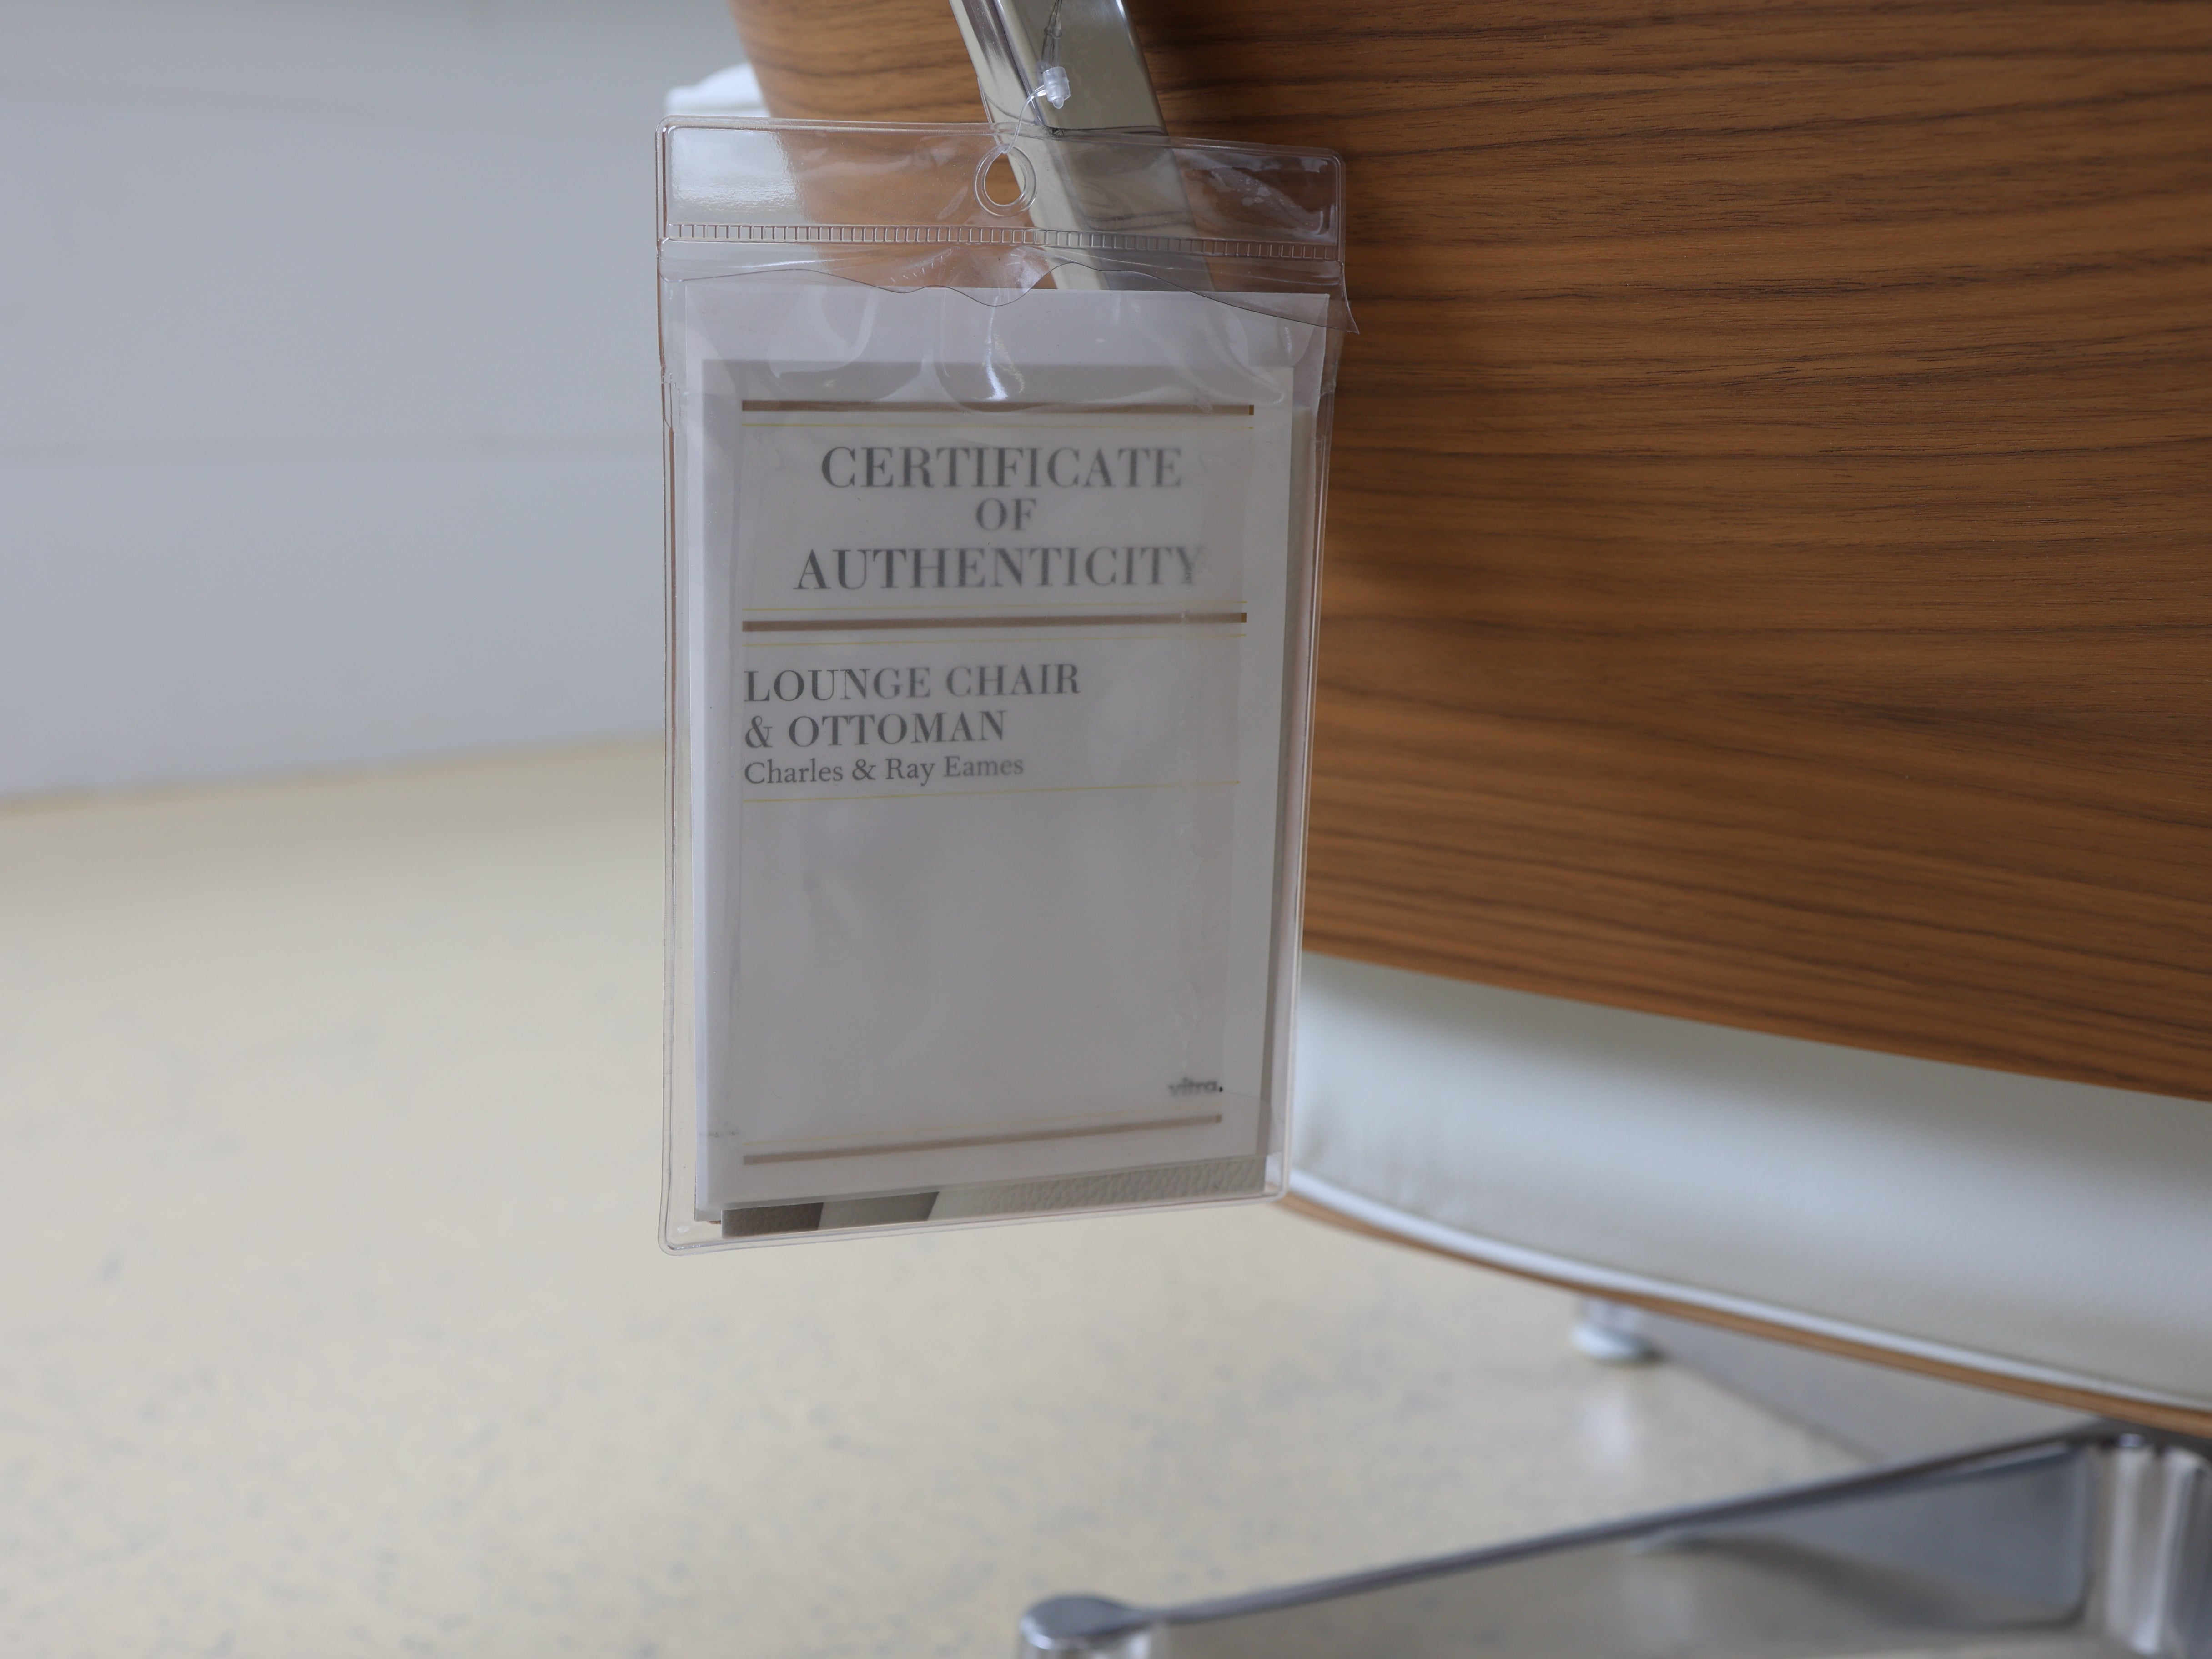 CERTIFICATE
OF
AUTHENTICITY
LOUNGE CHAIR
& OTTOMAN
Charles & Ray Eames
vitra.